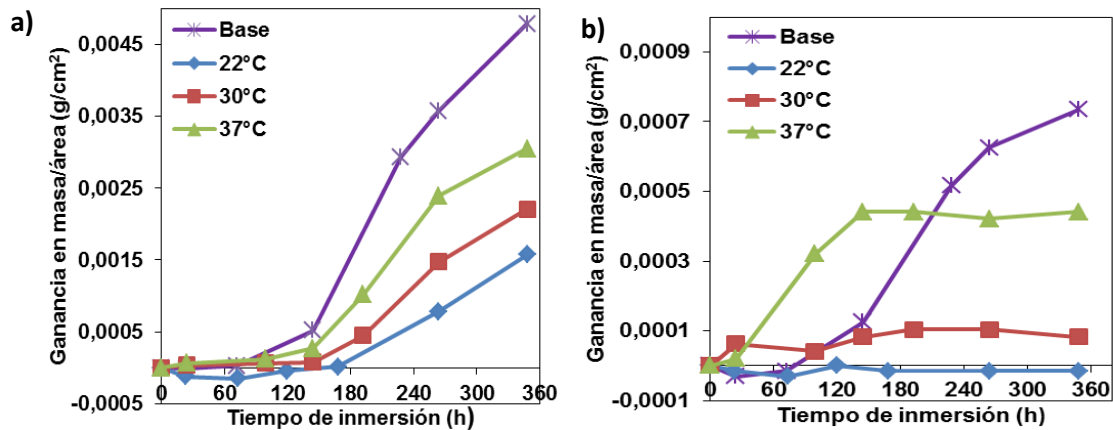 a)
Ganancia en masa/área (g/cm²)
0,0045
0,0035
0,0025
0,0015
0,0005
-0,0005
Base
22°C
30°C
37°C
0 60 120 180 240 300 360
Tiempo de inmersión (h)
b)
Ganancia en masa/área (g/cm²)
0,0009
0,0007
0,0005
0,0003
0,0001
-0,0001
Base
22°C
30°C
37°C
0 60 120 180 240 300 360
Tiempo de inmersión (h)